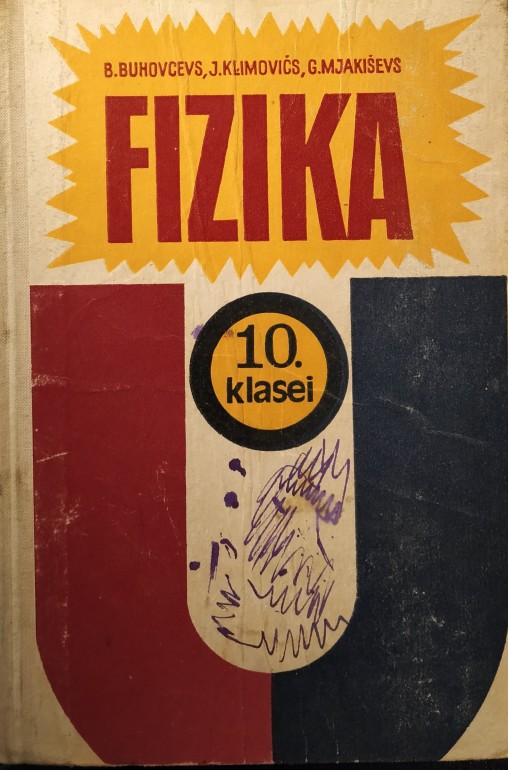 B. BUHOVCEVS, J. KLIMOVIČS, G. MJAKIŠEVS
FIZIKA
10.
klasei